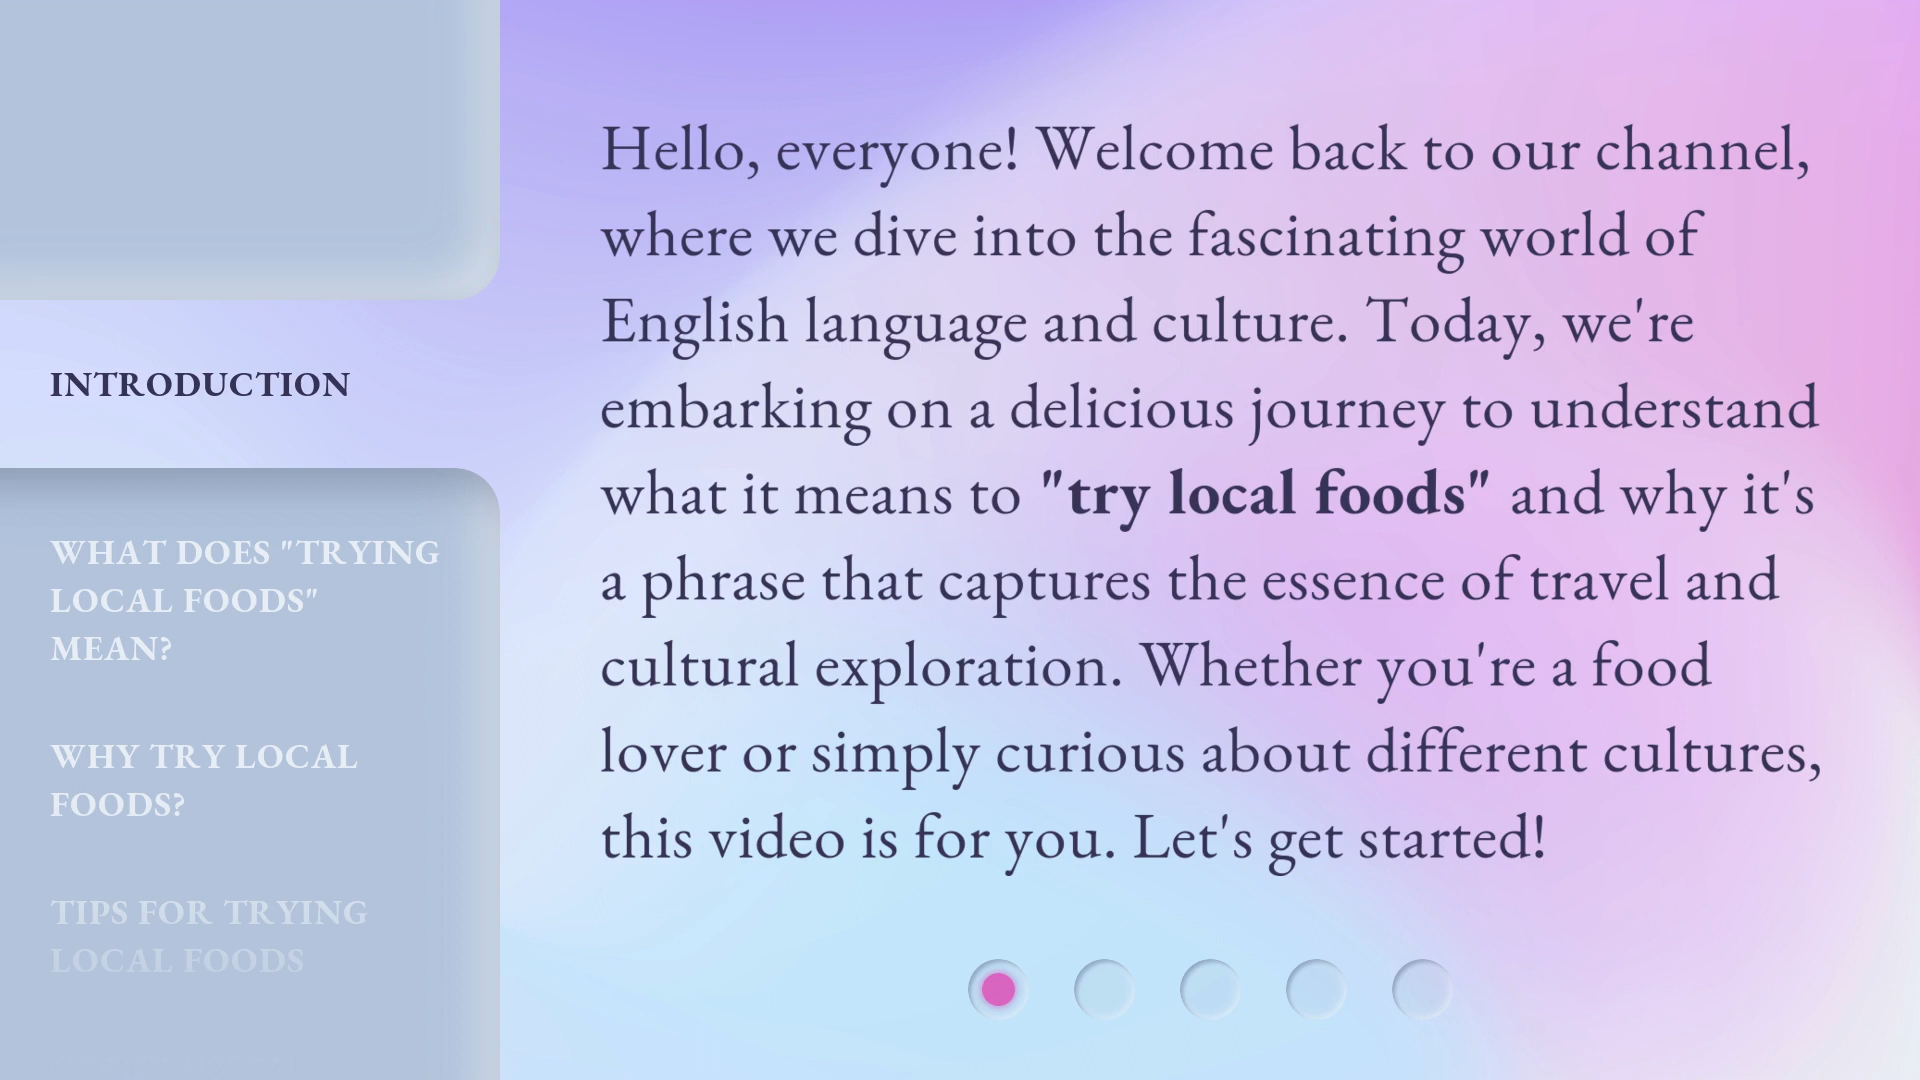 INTRODUCTION
WHAT DOES "TRYING
LOCAL FOODS"
MEAN?
WHY TRY LOCAL
FOODS?
TIPS FOR TRYING
LOCAL FOODS
Hello, everyone! Welcome back to our channel,
where we dive into the fascinating world of
English language and culture. Today, we're
embarking on a delicious journey to understand
what it means to "try local foods" and why it's
a phrase that captures the essence of travel and
cultural exploration. Whether you're a food
lover or simply curious about different cultures,
this video is for you. Let's get started!